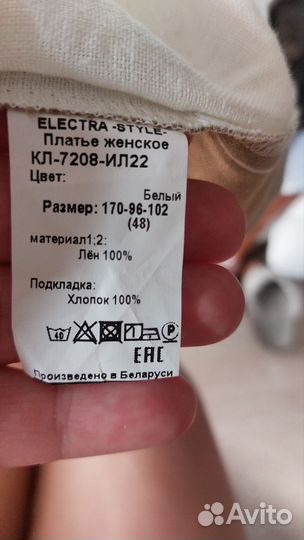 ELECTRA -STYLE-
Платье женское
КЛ-7208-ИЛ22
Цвет:
Белый
Размер: 170-96-102
(48)
материал1;2:
Лён 100%
Подкладка:
Хлопок 100%
40
P
EAC
Произведено в Беларуси
Avito